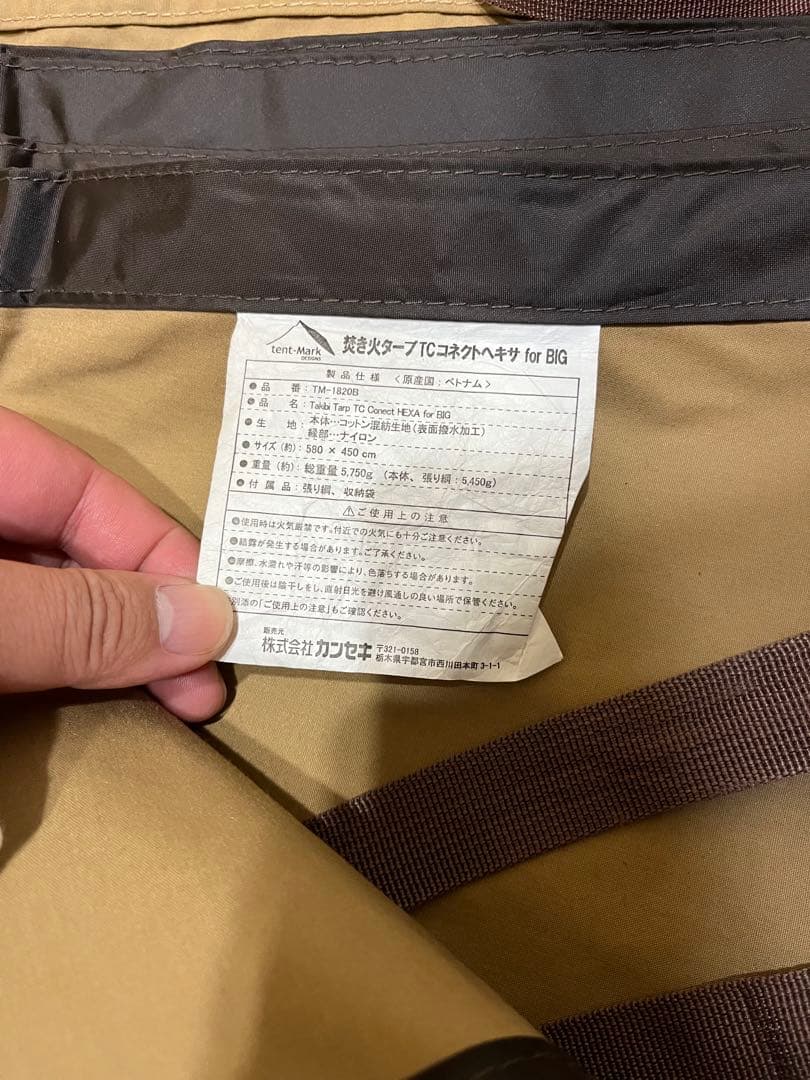 tent-Mark
DESIGNS
焚き火タープTCコネクトヘキサ for BIG
製品仕様 〈原産国:ベトナム〉
●品番:TM-1820B
●品名:Takibi Tarp TC Conect HEXA for BIG
●生地:本体…コットン混紡生地(表面撥水加工)
縁部…ナイロン
●サイズ(約):580 × 450 cm
●重量(約):総重量 5,750g (本体、張り綱:5,450g)
●付属品:張り綱、収納袋
⚠ご使用上の注意
●使用時は火気厳禁です。付近での火気にも十分ご注意ください。
●結露が発生する場合があります。ご了承ください。
●摩擦、水濡れや汗等の影響により、色落ちする場合があります。
●ご使用後は陰干しをし、直射日光を避け風通しの良い場所で保管ください。
別添の「ご使用上の注意」もご確認ください。
販売元
株式会社カンセキ
〒321-0158
栃木県宇都宮市西川田本町3-1-1